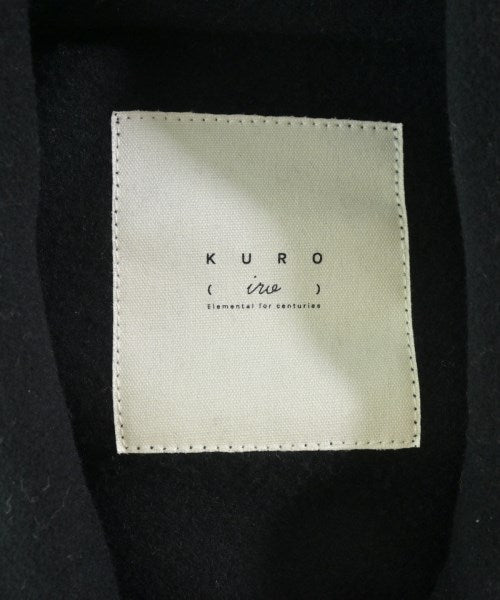 KURO
( iro )
Elemental for centuries